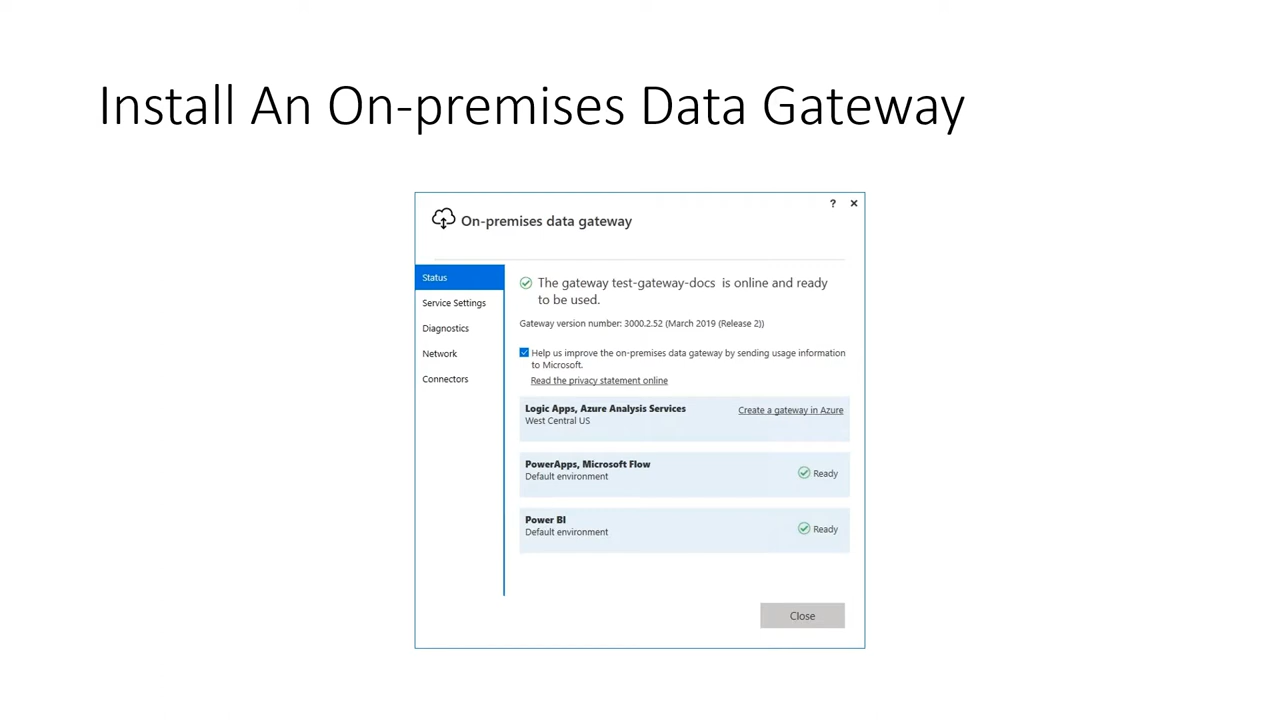 Install An On-premises Data Gateway
? ×
On-premises data gateway
Status
Service Settings
Diagnostics
Network
Connectors
The gateway test-gateway-docs is online and ready
to be used.
Gateway version number: 3000.2.52 (March 2019 (Release 2))
Help us improve the on-premises data gateway by sending usage information
to Microsoft.
Read the privacy statement online
Logic Apps, Azure Analysis Services
West Central US
Create a gateway in Azure
PowerApps, Microsoft Flow
Default environment
Ready
Power BI
Default environment
Ready
Close